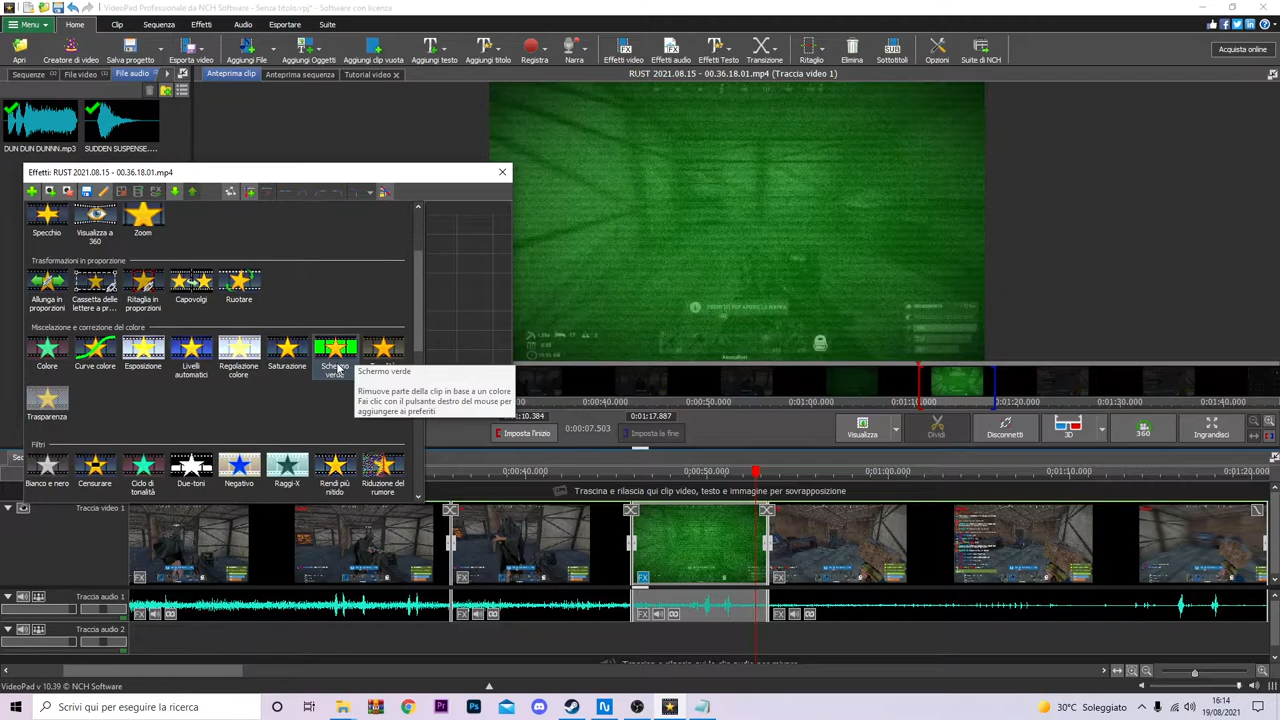 VideoPad Professionale da NCH Software - Senza titolo.vpj* - Software con licenza
Menu
Home
Clip
Sequenza
Effetti
Audio
Esportare
Suite
Apri
Creatore di video
Salva progetto
Esporta video
Aggiungi File
Aggiungi Oggetti
Aggiungi clip vuota
Aggiungi testo
Aggiungi titolo
Registra
Narra
Effetti video
Effetti audio
Effetti Testo
Transizione
Ritaglio
Elimina
Sottotitoli
Opzioni
Suite di NCH
Acquista online
Sequenze
File video
File audio
Anteprima clip
Anteprima sequenza
Tutorial video
RUST 2021.08.15 - 00.36.18.01.mp4 (Traccia video 1)
DUN DUN DUNNN.mp3
SUDDEN SUSPENSE....
Effetti: RUST 2021.08.15 - 00.36.18.01.mp4
Specchio
Visualizza a 360
Zoom
Trasformazioni in proporzione
Allunga in proporzioni
Cassetta delle lettere a pr...
Ritaglia in proporzioni
Capovolgi
Ruotare
Miscelazione e correzione del colore
Colore
Curve colore
Esposizione
Livelli automatici
Regolazione colore
Saturazione
Schermo verde
Schermo verde
Rimuove parte della clip in base a un colore
Fai clic con il pulsante destro del mouse per
aggiungere ai preferiti
Trasparenza
Filtri
Bianco e nero
Censurare
Ciclo di tonalità
Due-toni
Negativo
Raggi-X
Rendi più nitido
Riduzione del rumore
0:00:40.000
0:00:50.000
0:01:00.000
0:01:10.000
0:01:20.000
0:01:30.000
0:01:40.000
:10.384
0:01:17.887
Imposta l'inizio
0:00:07.503
Imposta la fine
Visualizza
Dividi
Disconnetti
3D
360
Ingrandisci
0:00:40.000
0:00:50.000
0:01:00.000
0:01:10.000
0:01:20.000
Trascina e rilascia qui clip video, testo e immagine per sovrapposizione
Traccia video 1
Traccia audio 1
Traccia audio 2
VideoPad v 10.39 © NCH Software
Scrivi qui per eseguire la ricerca
30°C Soleggiato
16:14
19/08/2021